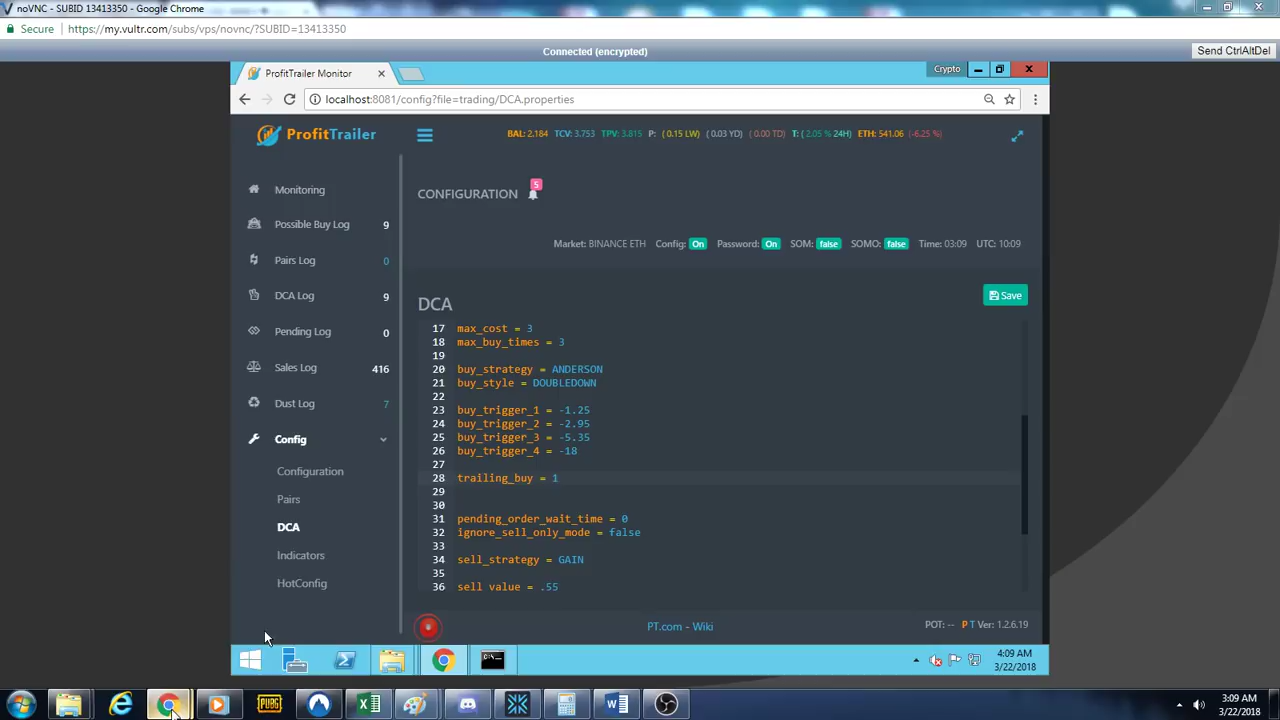 noVNC - SUBID 13413350 - Google Chrome
Secure | https://my.vultr.com/subs/vps/novnc/?SUBID=13413350
Connected (encrypted)
Send CtrlAltDel
ProfitTrailer Monitor
Crypto
localhost:8081/config?file=trading/DCA.properties
ProfitTrailer
BAL: 2.184 TCV: 3.753 TPV: 3.815 P: ( 0.15 LW) ( 0.03 YD) ( 0.00 TD) T: ( 2.05 % 24H) ETH: 541.06 (-6.25 %)
Monitoring
Possible Buy Log 9
Pairs Log 0
DCA Log 9
Pending Log 0
Sales Log 416
Dust Log 7
Config
Configuration
Pairs
DCA
Indicators
HotConfig
CONFIGURATION 5
Market: BINANCE ETH Config: On Password: On SOM: false SOMO: false Time: 03:09 UTC: 10:09
DCA
Save
17 max_cost = 3
18 max_buy_times = 3
19
20 buy_strategy = ANDERSON
21 buy_style = DOUBLEDOWN
22
23 buy_trigger_1 = -1.25
24 buy_trigger_2 = -2.95
25 buy_trigger_3 = -5.35
26 buy_trigger_4 = -18
27
28 trailing_buy = 1
29
30
31 pending_order_wait_time = 0
32 ignore_sell_only_mode = false
33
34 sell_strategy = GAIN
35
36 sell value = .55
PT.com - Wiki
POT: -- P T Ver: 1.2.6.19
4:09 AM
3/22/2018
PUBG
3:09 AM
3/22/2018